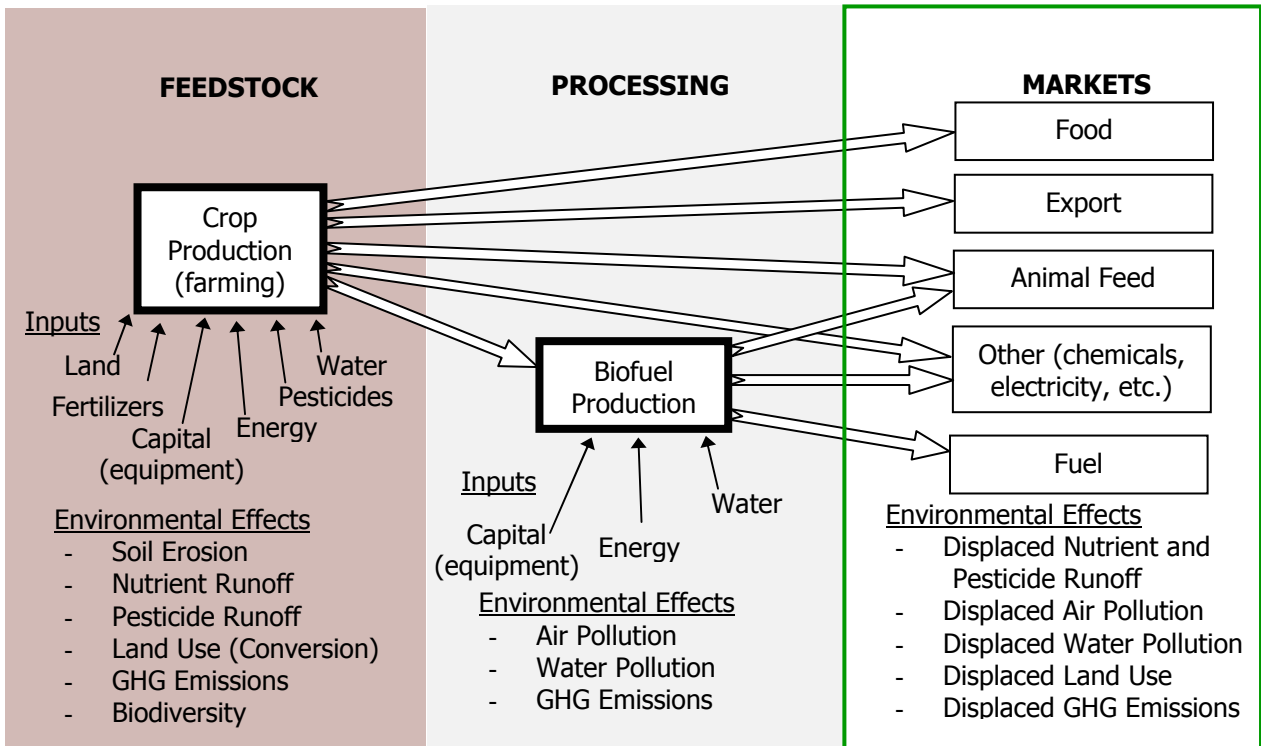 FEEDSTOCK
Crop
Production
(farming)
Inputs
Land
Fertilizers
Capital
(equipment)
Energy
Pesticides
Water
Environmental Effects
- Soil Erosion
- Nutrient Runoff
- Pesticide Runoff
- Land Use (Conversion)
- GHG Emissions
- Biodiversity
PROCESSING
Biofuel
Production
Inputs
Capital
(equipment)
Energy
Water
Environmental Effects
- Air Pollution
- Water Pollution
- GHG Emissions
MARKETS
Food
Export
Animal Feed
Other (chemicals,
electricity, etc.)
Fuel
Environmental Effects
- Displaced Nutrient and
Pesticide Runoff
- Displaced Air Pollution
- Displaced Water Pollution
- Displaced Land Use
- Displaced GHG Emissions